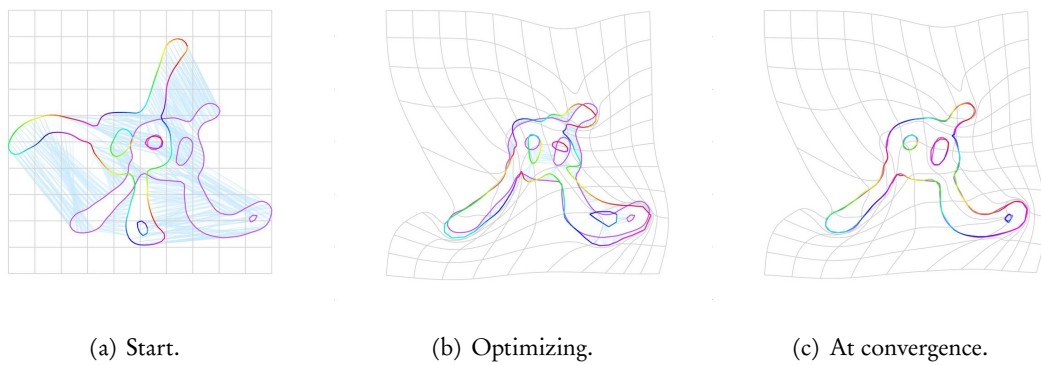 (a) Start.
(b) Optimizing.
(c) At convergence.